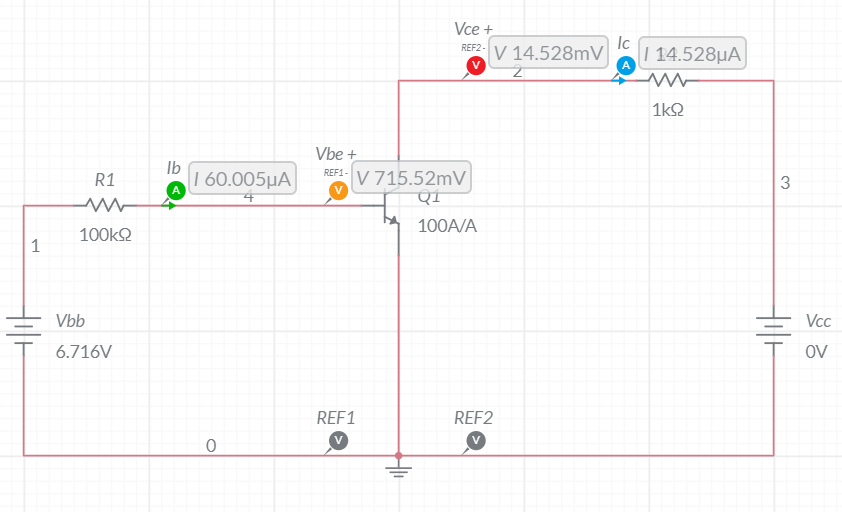 Vce +
REF2 -
V 14.528mV
2
Ic
I 14.528µA
1kΩ
Vbe +
REF1 -
V 715.52mV
Ib
I 60.005µA
4
R1
100kΩ
Q1
100A/A
3
1
Vbb
6.716V
Vcc
0V
REF1
REF2
0
V
A
A
V
V
V